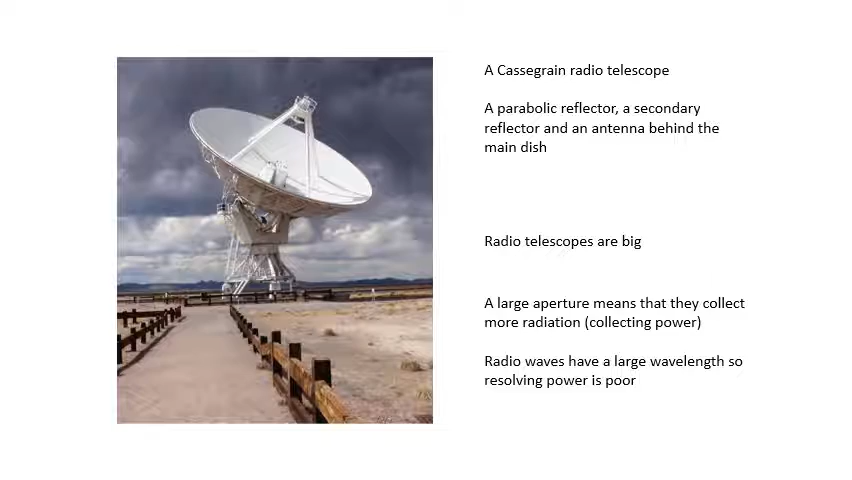 A Cassegrain radio telescope
A parabolic reflector, a secondary
reflector and an antenna behind the
main dish
Radio telescopes are big
A large aperture means that they collect
more radiation (collecting power)
Radio waves have a large wavelength so
resolving power is poor